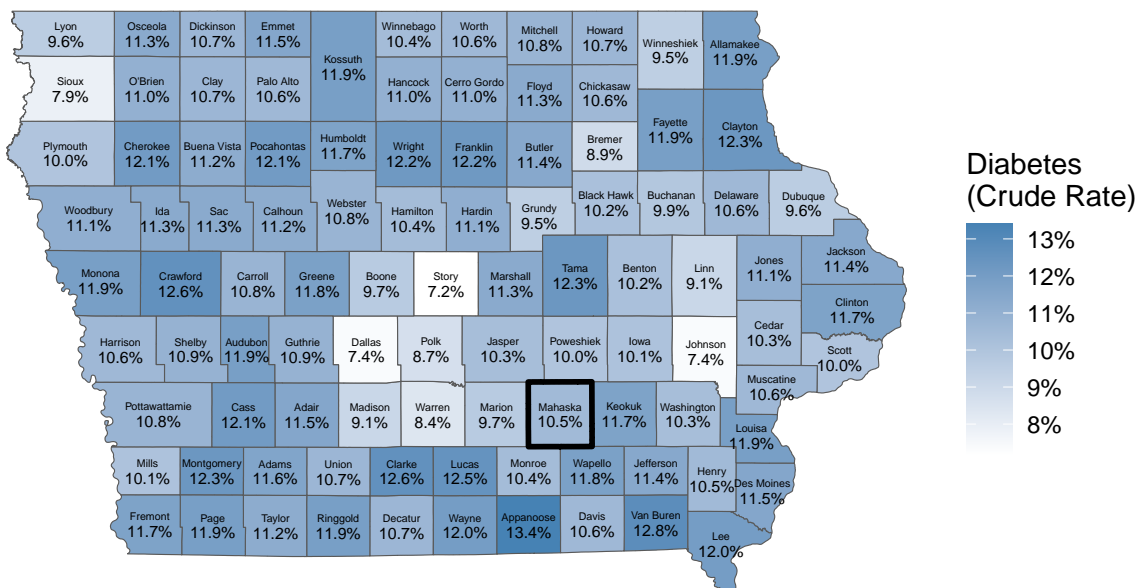 Lyon
9.6%
Osceola
11.3%
Dickinson
10.7%
Emmet
11.5%
Winnebago
10.4%
Worth
10.6%
Mitchell
10.8%
Howard
10.7%
Winneshiek
9.5%
Allamakee
11.9%
Kossuth
11.9%
Sioux
7.9%
O'Brien
11.0%
Clay
10.7%
Palo Alto
10.6%
Hancock
11.0%
Cerro Gordo
11.0%
Floyd
11.3%
Chickasaw
10.6%
Fayette
11.9%
Clayton
12.3%
Plymouth
10.0%
Cherokee
12.1%
Buena Vista
11.2%
Pocahontas
12.1%
Humboldt
11.7%
Wright
12.2%
Franklin
12.2%
Butler
11.4%
Bremer
8.9%
Woodbury
11.1%
Ida
11.3%
Sac
11.3%
Calhoun
11.2%
Webster
10.8%
Hamilton
10.4%
Hardin
11.1%
Grundy
9.5%
Black Hawk
10.2%
Buchanan
9.9%
Delaware
10.6%
Dubuque
9.6%
Monona
11.9%
Crawford
12.6%
Carroll
10.8%
Greene
11.8%
Boone
9.7%
Story
7.2%
Marshall
11.3%
Tama
12.3%
Benton
10.2%
Linn
9.1%
Jones
11.1%
Jackson
11.4%
Clinton
11.7%
Harrison
10.6%
Shelby
10.9%
Audubon
11.9%
Guthrie
10.9%
Dallas
7.4%
Polk
8.7%
Jasper
10.3%
Poweshiek
10.0%
Iowa
10.1%
Johnson
7.4%
Cedar
10.3%
Scott
10.0%
Muscatine
10.6%
Pottawattamie
10.8%
Cass
12.1%
Adair
11.5%
Madison
9.1%
Warren
8.4%
Marion
9.7%
Mahaska
10.5%
Keokuk
11.7%
Washington
10.3%
Louisa
11.9%
Mills
10.1%
Montgomery
12.3%
Adams
11.6%
Union
10.7%
Clarke
12.6%
Lucas
12.5%
Monroe
10.4%
Wapello
11.8%
Jefferson
11.4%
Henry
10.5%
Des Moines
11.5%
Fremont
11.7%
Page
11.9%
Taylor
11.2%
Ringgold
11.9%
Decatur
10.7%
Wayne
12.0%
Appanoose
13.4%
Davis
10.6%
Van Buren
12.8%
Lee
12.0%
Diabetes
(Crude Rate)
13%
12%
11%
10%
9%
8%